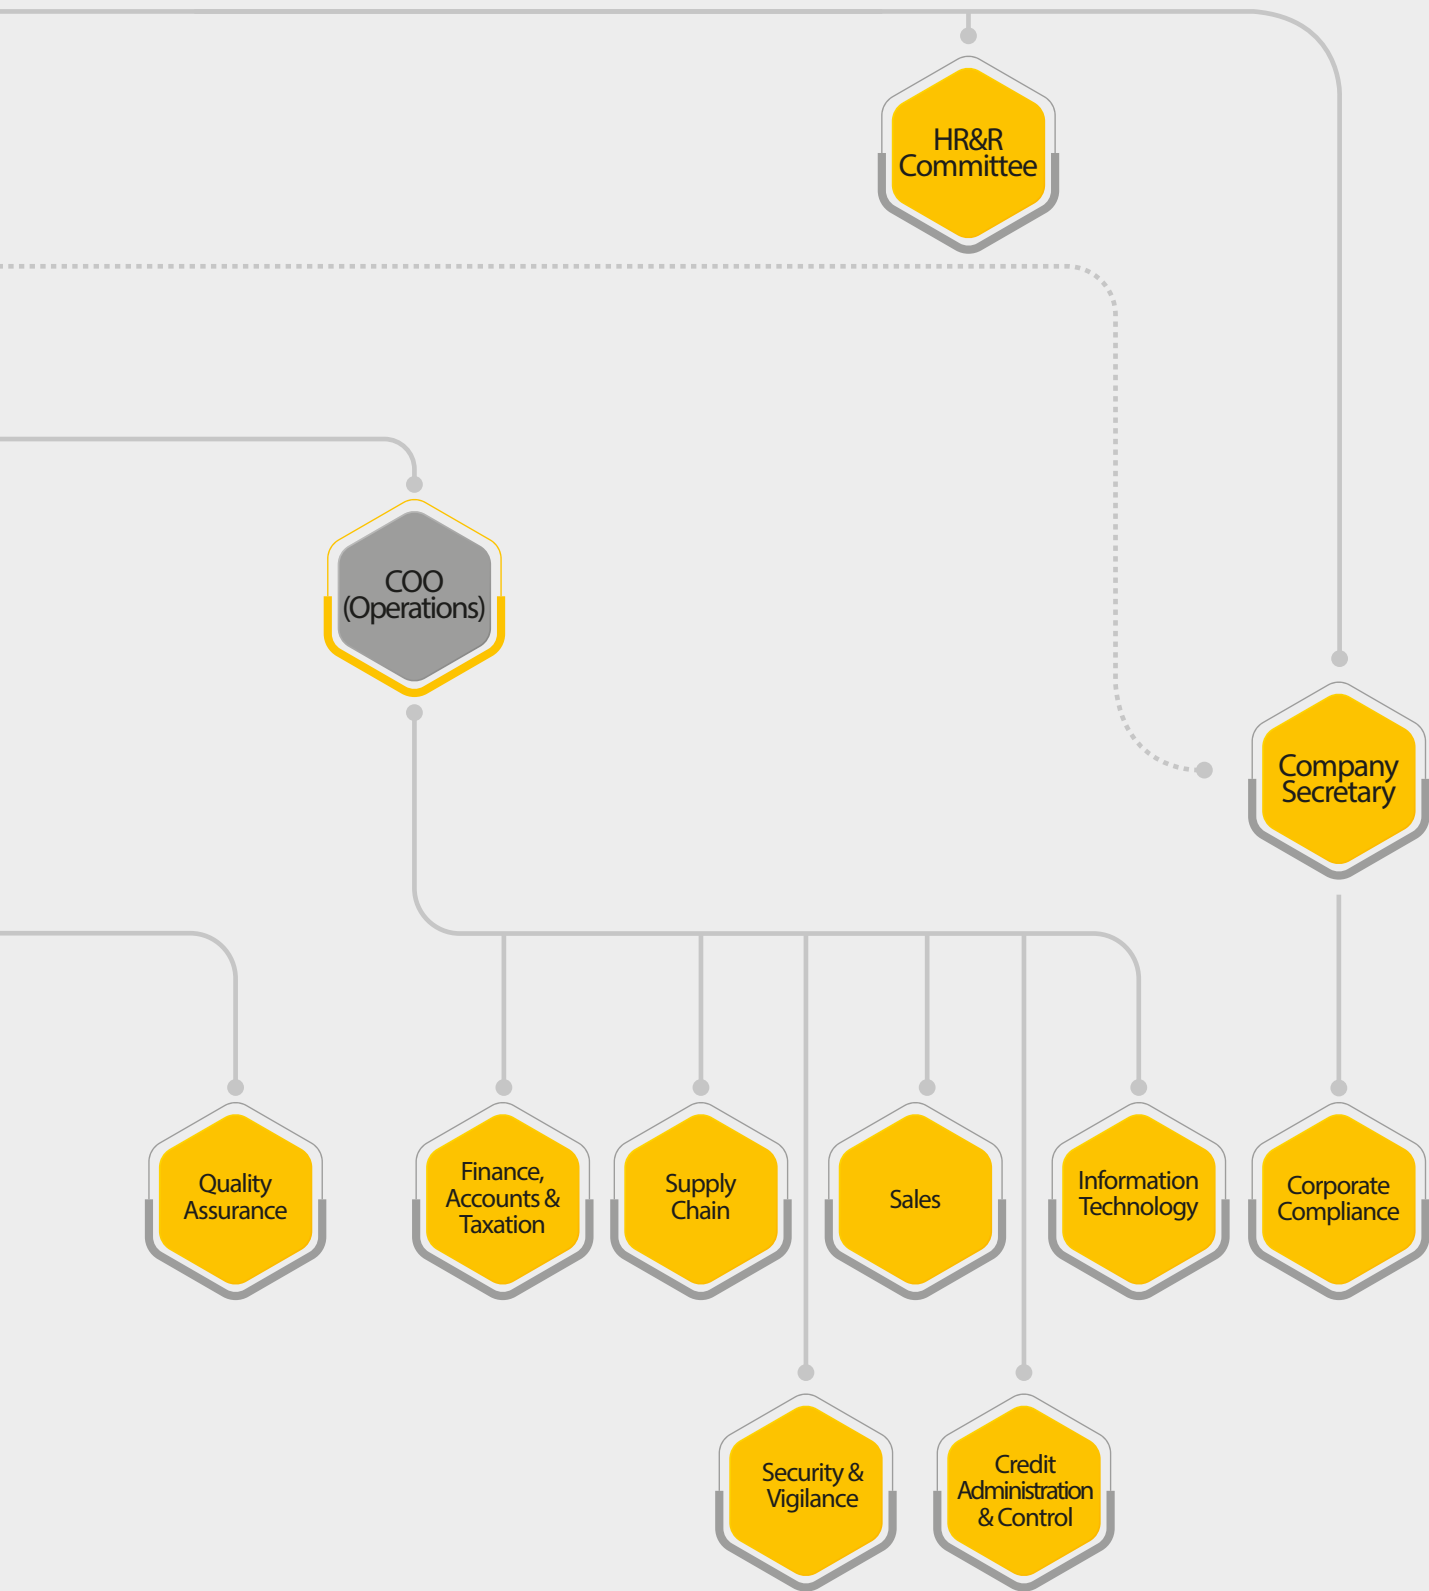 HR&R
Committee
COO
(Operations)
Company
Secretary
Quality
Assurance
Finance,
Accounts &
Taxation
Supply
Chain
Sales
Information
Technology
Corporate
Compliance
Security &
Vigilance
Credit
Administration
& Control